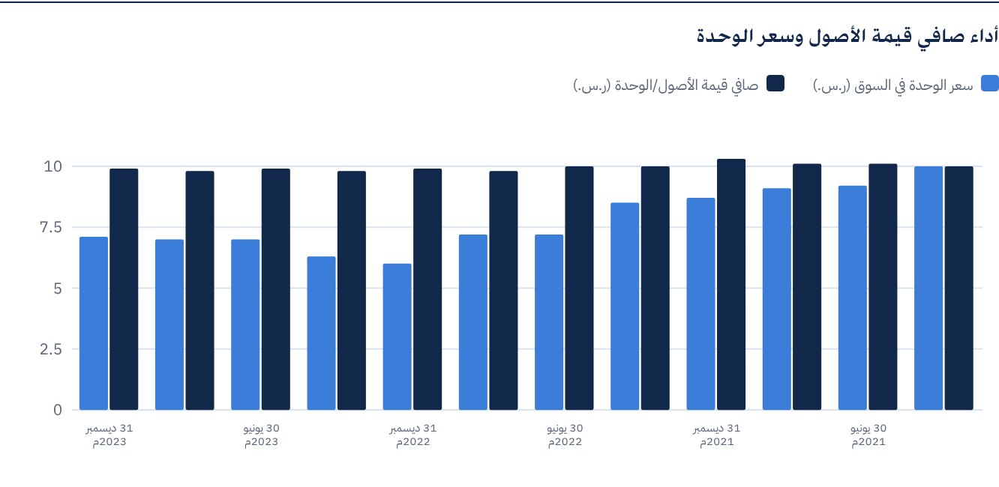 أداء صافي قيمة الأصول وسعر الوحدة
سعر الوحدة في السوق (ر.س.)
صافي قيمة الأصول/الوحدة (ر.س.)
10
7.5
5
2.5
0
31 ديسمبر
2023م
30 يونيو
2023م
31 ديسمبر
2022م
30 يونيو
2022م
31 ديسمبر
2021م
30 يونيو
2021م